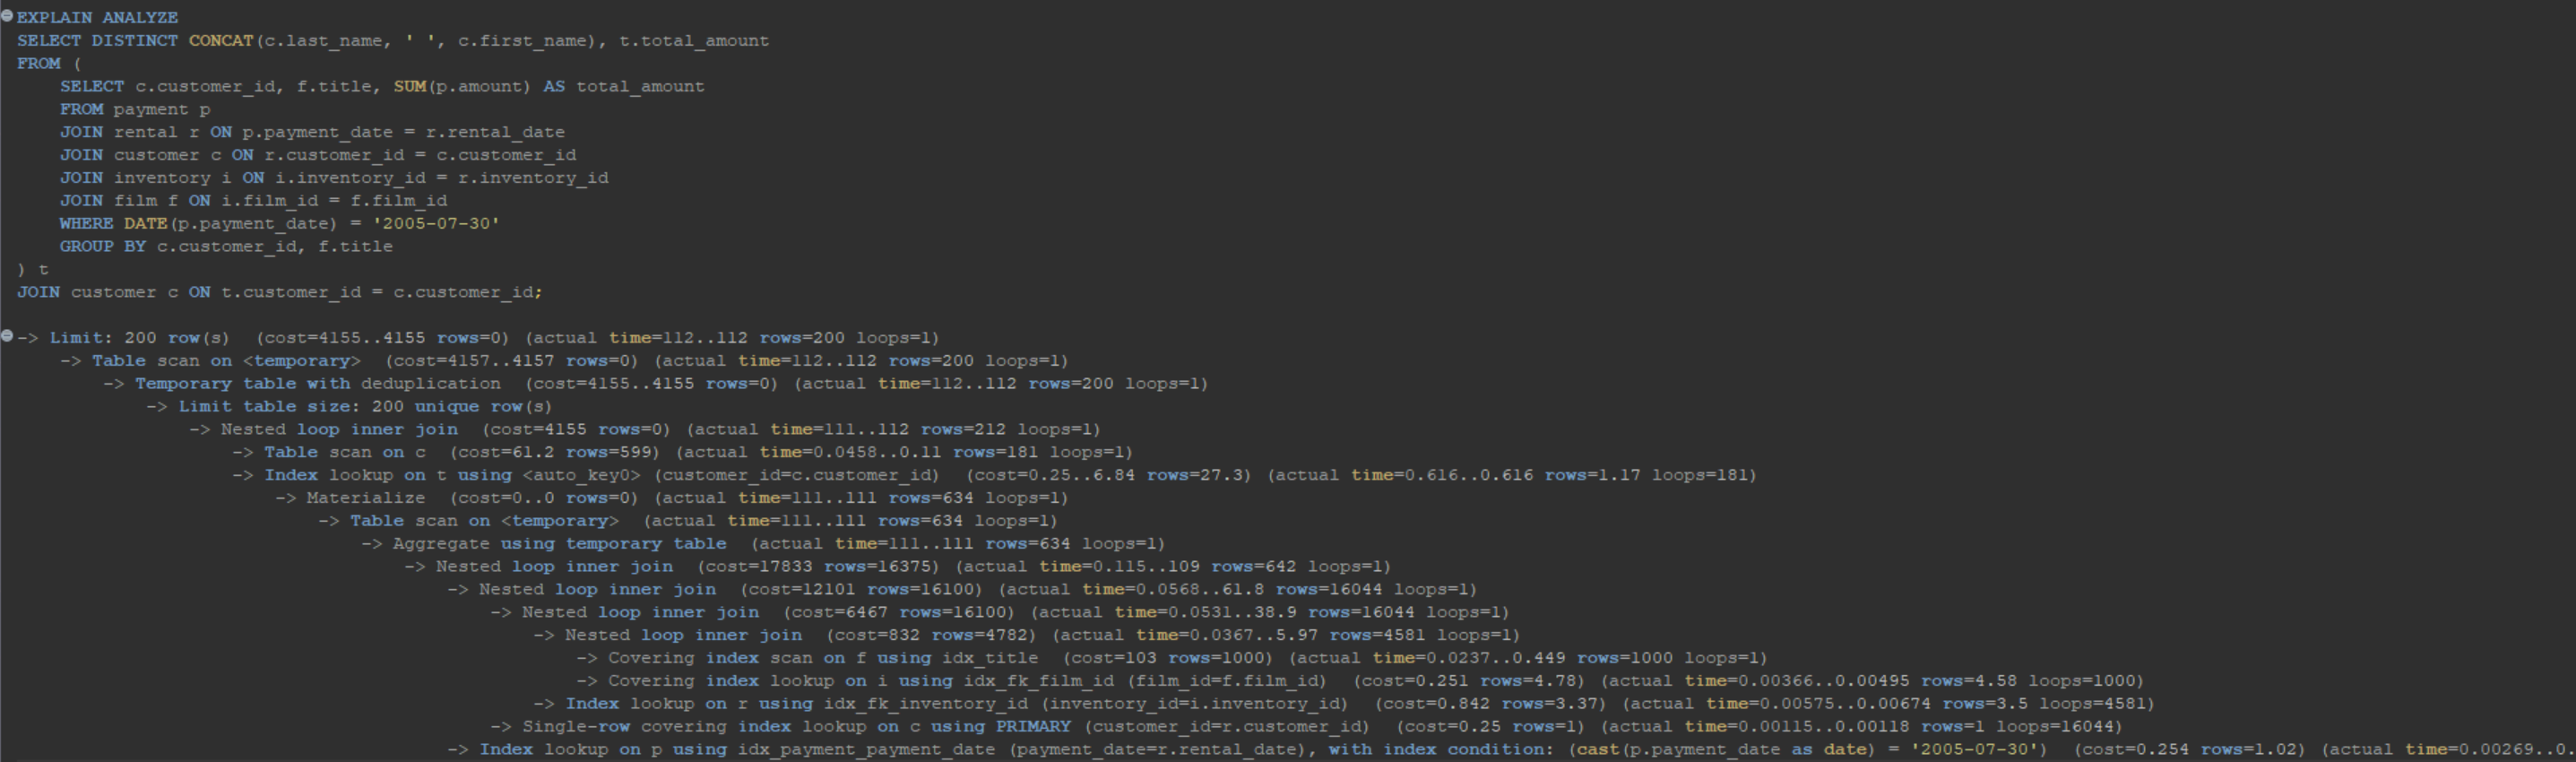 EXPLAIN ANALYZE
SELECT DISTINCT CONCAT(c.last_name, ' ', c.first_name), t.total_amount
FROM (
SELECT c.customer_id, f.title, SUM(p.amount) AS total_amount
FROM payment p
JOIN rental r ON p.payment_date = r.rental_date
JOIN customer c ON r.customer_id = c.customer_id
JOIN inventory i ON i.inventory_id = r.inventory_id
JOIN film f ON i.film_id = f.film_id
WHERE DATE(p.payment_date) = '2005-07-30'
GROUP BY c.customer_id, f.title
) t
JOIN customer c ON t.customer_id = c.customer_id;
-> Limit: 200 row(s) (cost=4155..4155 rows=0) (actual time=112..112 rows=200 loops=1)
-> Table scan on <temporary> (cost=4157..4157 rows=0) (actual time=112..112 rows=200 loops=1)
-> Temporary table with deduplication (cost=4155..4155 rows=0) (actual time=112..112 rows=200 loops=1)
-> Limit table size: 200 unique row(s)
-> Nested loop inner join (cost=4155 rows=0) (actual time=111..112 rows=212 loops=1)
-> Table scan on c (cost=61.2 rows=599) (actual time=0.0458..0.11 rows=181 loops=1)
-> Index lookup on t using <auto_key0> (customer_id=c.customer_id) (cost=0.25..6.84 rows=27.3) (actual time=0.616..0.616 rows=1.17 loops=181)
-> Materialize (cost=0..0 rows=0) (actual time=111..111 rows=634 loops=1)
-> Table scan on <temporary> (actual time=111..111 rows=634 loops=1)
-> Aggregate using temporary table (actual time=111..111 rows=634 loops=1)
-> Nested loop inner join (cost=17833 rows=16375) (actual time=0.115..109 rows=642 loops=1)
-> Nested loop inner join (cost=12101 rows=16100) (actual time=0.0568..61.8 rows=16044 loops=1)
-> Nested loop inner join (cost=6467 rows=16100) (actual time=0.0531..38.9 rows=16044 loops=1)
-> Nested loop inner join (cost=832 rows=4782) (actual time=0.0367..5.97 rows=4581 loops=1)
-> Covering index scan on f using idx_title (cost=103 rows=1000) (actual time=0.0237..0.449 rows=1000 loops=1)
-> Covering index lookup on i using idx_fk_film_id (film_id=f.film_id) (cost=0.251 rows=4.78) (actual time=0.00366..0.00495 rows=4.58 loops=1000)
-> Index lookup on r using idx_fk_inventory_id (inventory_id=i.inventory_id) (cost=0.842 rows=3.37) (actual time=0.00575..0.00674 rows=3.5 loops=4581)
-> Single-row covering index lookup on c using PRIMARY (customer_id=r.customer_id) (cost=0.25 rows=1) (actual time=0.00115..0.00118 rows=1 loops=16044)
-> Index lookup on p using idx_payment_payment_date (payment_date=r.rental_date), with index condition: (cast(p.payment_date as date) = '2005-07-30') (cost=0.254 rows=1.02) (actual time=0.00269..0.